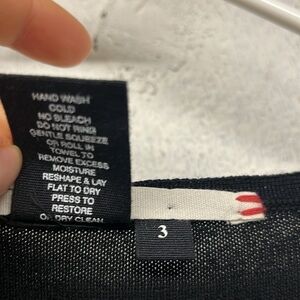 HAND WASH
COLD
NO BLEACH
DO NOT RING
GENTLE SQUEEZE
OR ROLL IN
TOWEL TO
REMOVE EXCESS
MOISTURE
RESHAPE & LAY
FLAT TO DRY
PRESS TO
RESTORE
OR DRY CLEAN
3